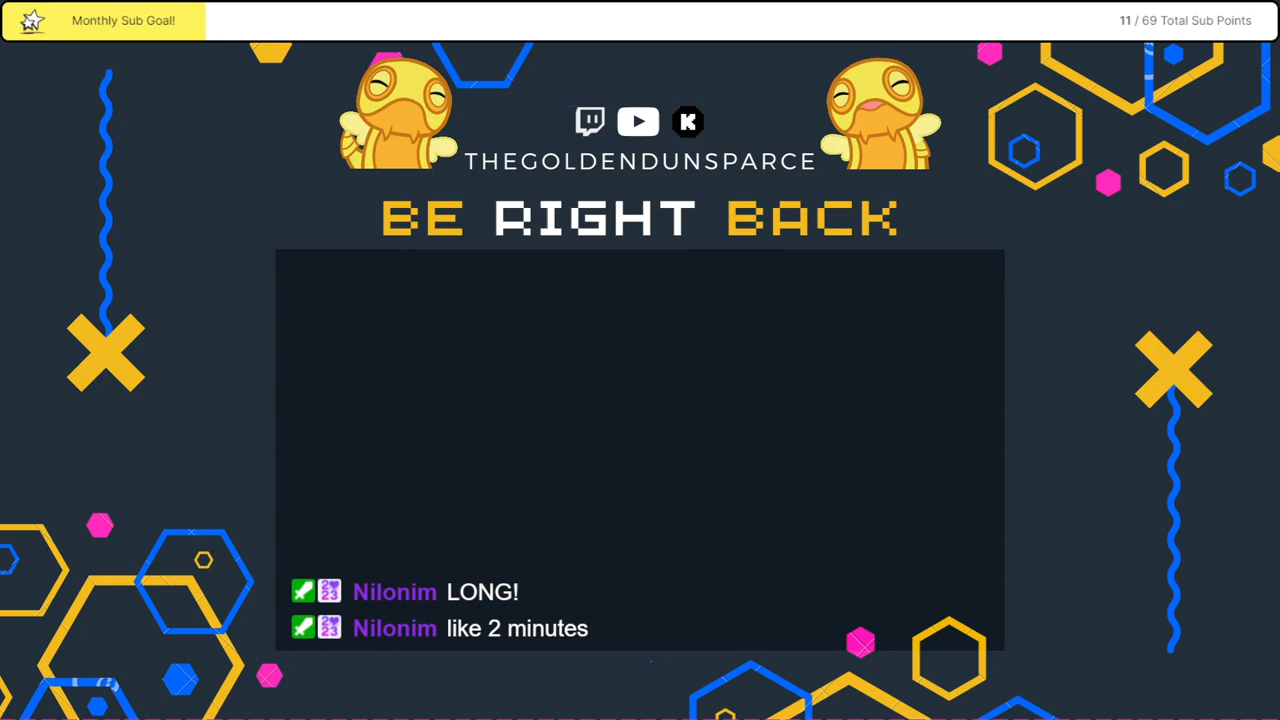 Monthly Sub Goal!
11 / 69 Total Sub Points
THEGOLDENDUNSPARCE
BE RIGHT BACK
Nilonim LONG!
Nilonim like 2 minutes